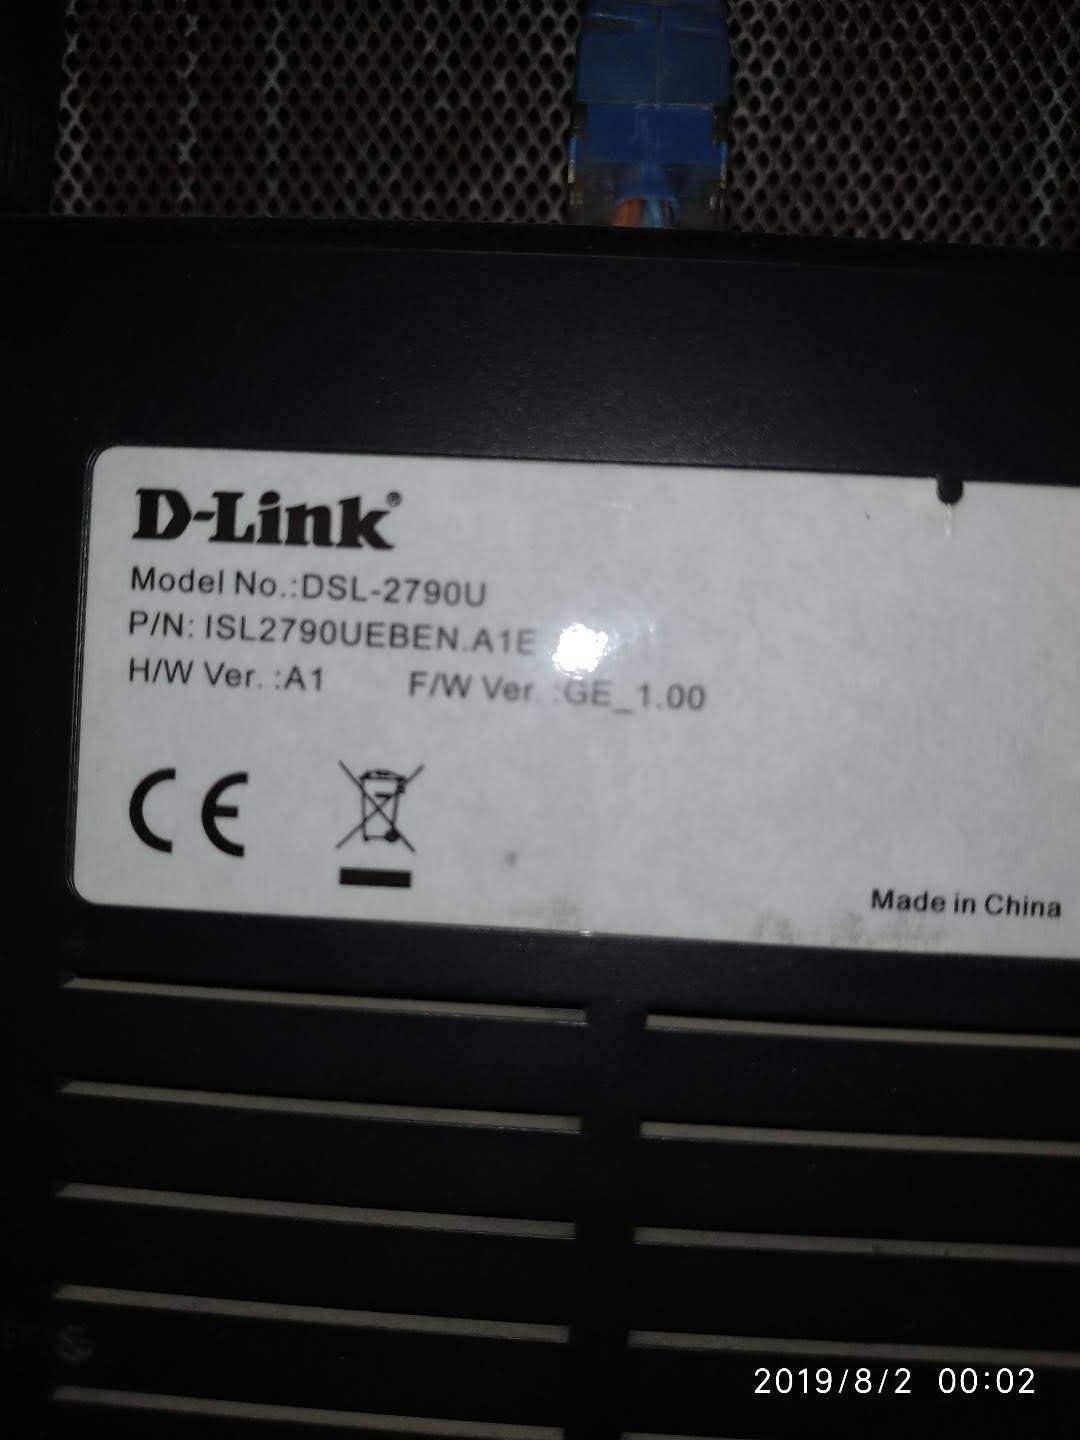 D-Link®
Model No.:DSL-2790U
P/N: ISL2790UEBEN.A1E
H/W Ver. :A1 F/W Ver. :GE_1.00
CE
Made in China
2019/8/2 00:02